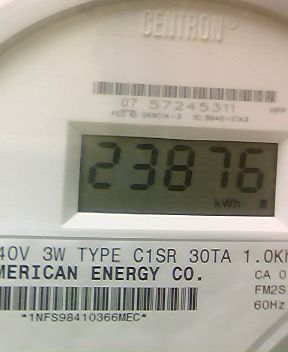 CENTRON
07 57245311
23876
kWh
40V 3W TYPE C1SR 30TA 1.0Kh
MERICAN ENERGY CO.
CA 0
FM2S
60Hz
*1NFS98410366MEC*